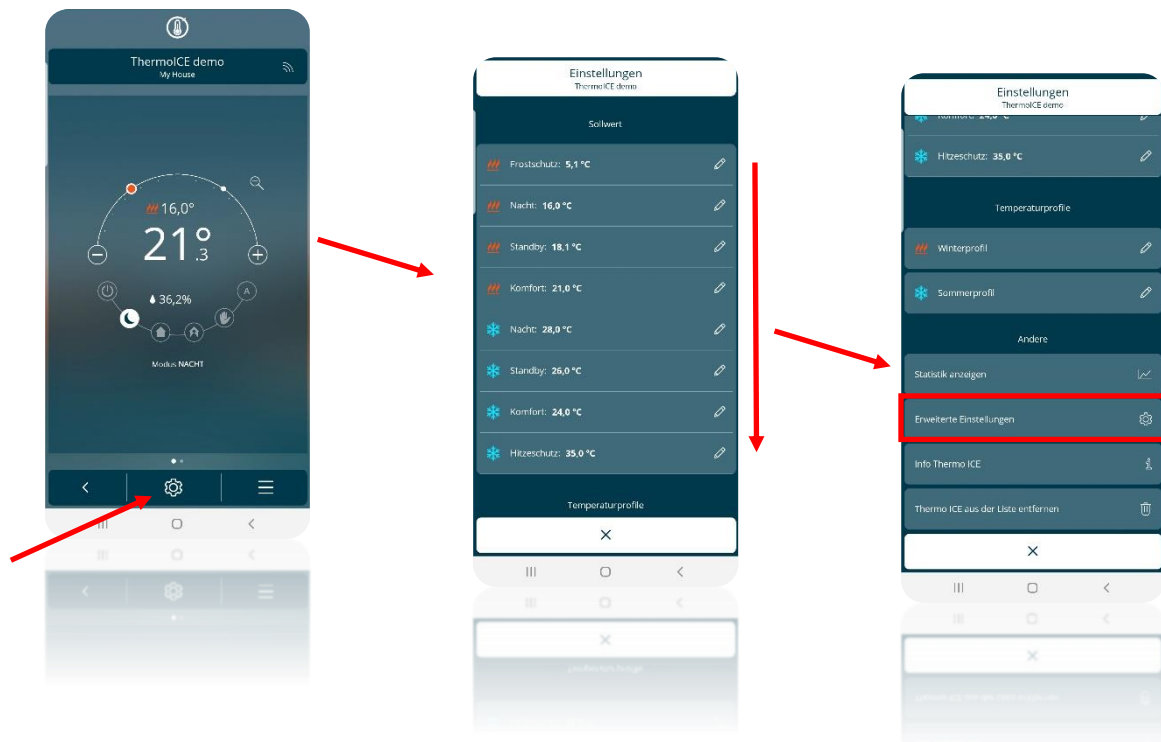 ThermoICE demo
My House
16,0°
21°.3
36,2%
A
Modus NACHT
Einstellungen
ThermoICE demo
Sollwert
Frostschutz: 5,1 °C
Nacht: 16,0 °C
Standby: 18,1 °C
Komfort: 21,0 °C
Nacht: 28,0 °C
Standby: 26,0 °C
Komfort: 24,0 °C
Hitzeschutz: 35,0 °C
Temperaturprofile
Einstellungen
ThermoICE demo
Komfort: 24,0 °C
Hitzeschutz: 35,0 °C
Temperaturprofile
Winterprofil
Sommerprofil
Andere
Statistik anzeigen
Erweiterte Einstellungen
Info Thermo ICE
Thermo ICE aus der Liste entfernen